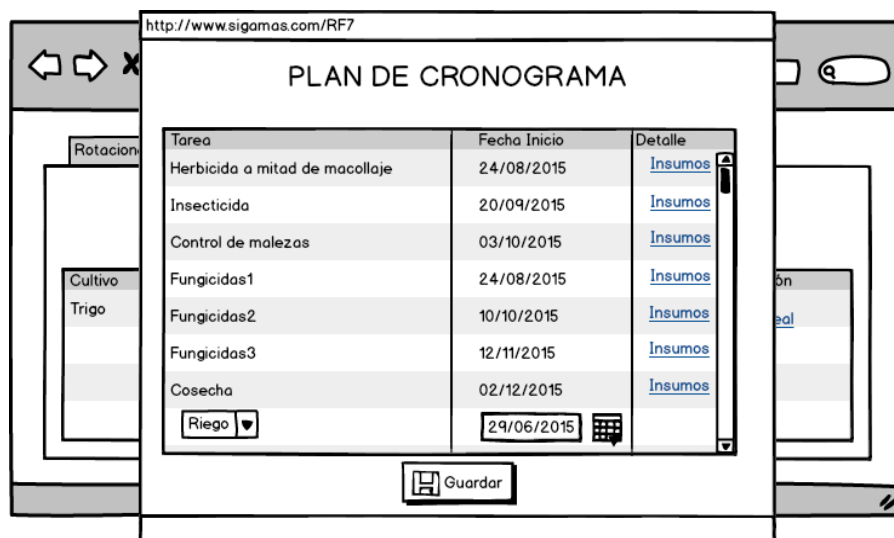 http://www.sigamas.com/RF7
PLAN DE CRONOGRAMA
Tarea Fecha Inicio Detalle
Herbicida a mitad de macollaje 24/08/2015 Insumos
Insecticida 20/09/2015 Insumos
Control de malezas 03/10/2015 Insumos
Fungicidas1 24/08/2015 Insumos
Fungicidas2 10/10/2015 Insumos
Fungicidas3 12/11/2015 Insumos
Cosecha 02/12/2015 Insumos
Riego 29/06/2015
Guardar
Rotacion
Cultivo ón
Trigo eal